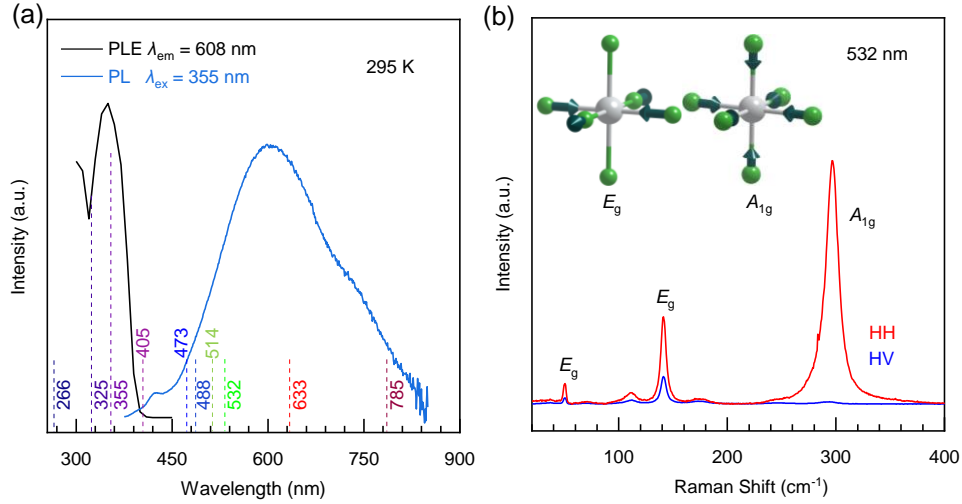 (a)
PLE λem = 608 nm
PL λex = 355 nm
295 K
Intensity (a.u.)
266
325
355
405
473
488
514
532
633
785
300 450 600 750 900
Wavelength (nm)
(b)
532 nm
Eg
A1g
A1g
Eg
Eg
HH
HV
Intensity (a.u.)
100 200 300 400
Raman Shift (cm-1)